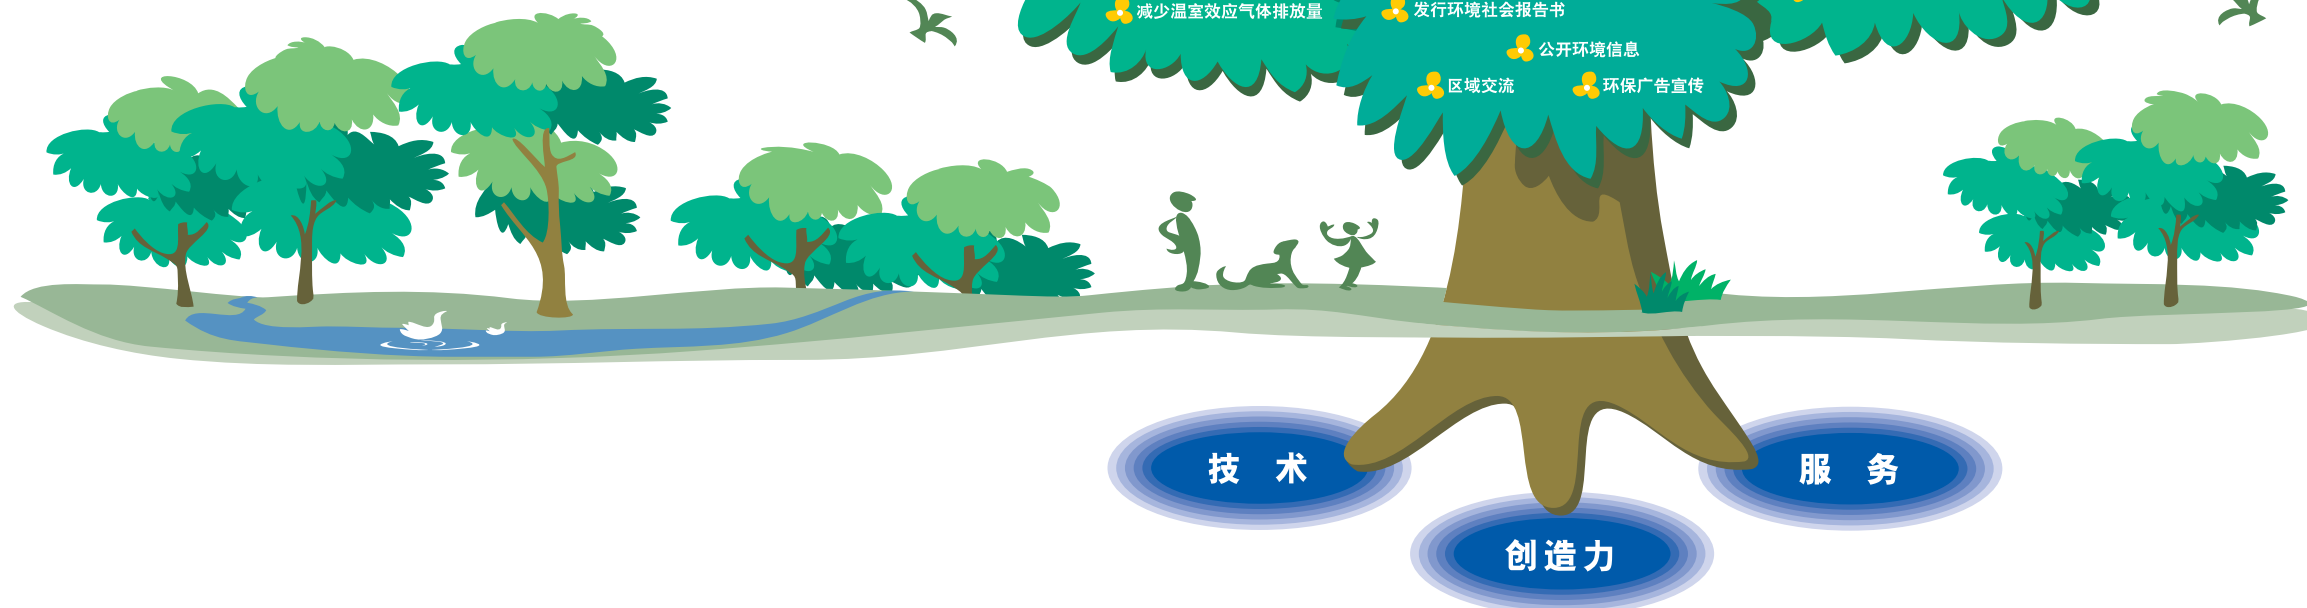 减少温室效应气体排放量
发行环境社会报告书
公开环境信息
区域交流
环保广告宣传
技 术
服 务
创造力